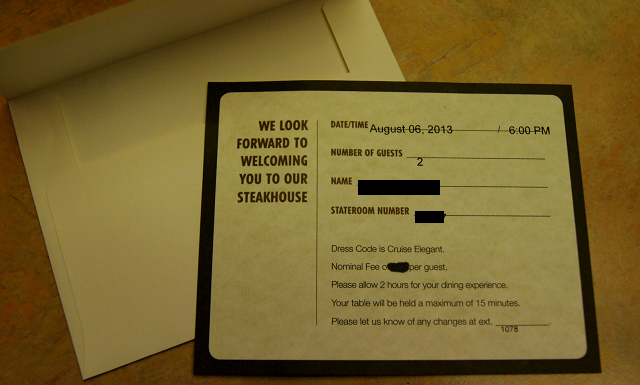 WE LOOK
FORWARD TO
WELCOMING
YOU TO OUR
STEAKHOUSE
DATE/TIME August 06, 2013 / 6:00 PM
NUMBER OF GUESTS 2
NAME
STATEROOM NUMBER
Dress Code is Cruise Elegant.
Nominal Fee o per guest.
Please allow 2 hours for your dining experience.
Your table will be held a maximum of 15 minutes.
Please let us know of any changes at ext. 1078